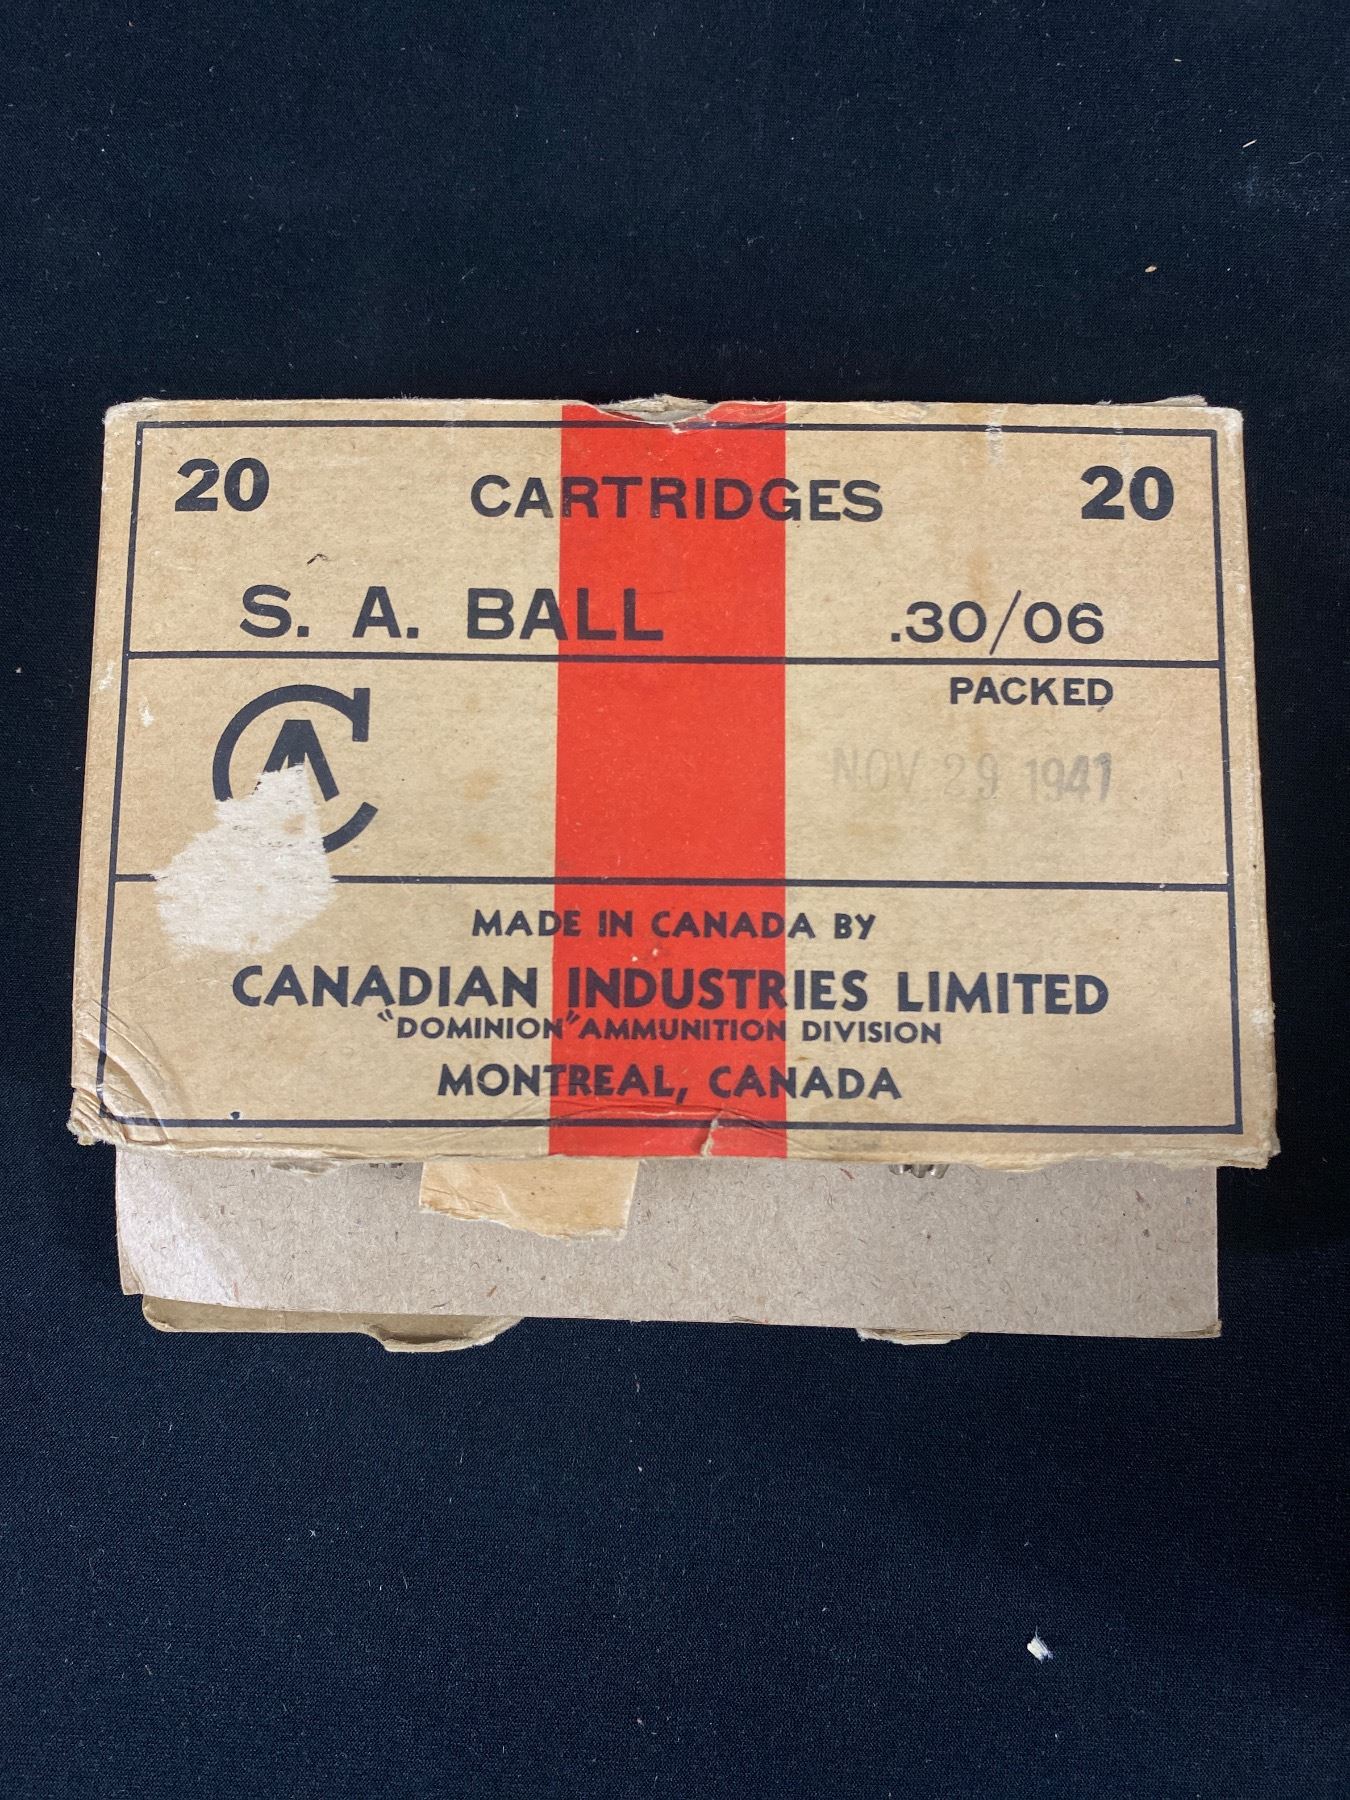 20 CARTRIDGES 20
S. A. BALL .30/06
PACKED
NOV 29 1941
MADE IN CANADA BY
CANADIAN INDUSTRIES LIMITED
"DOMINION" AMMUNITION DIVISION
MONTREAL, CANADA